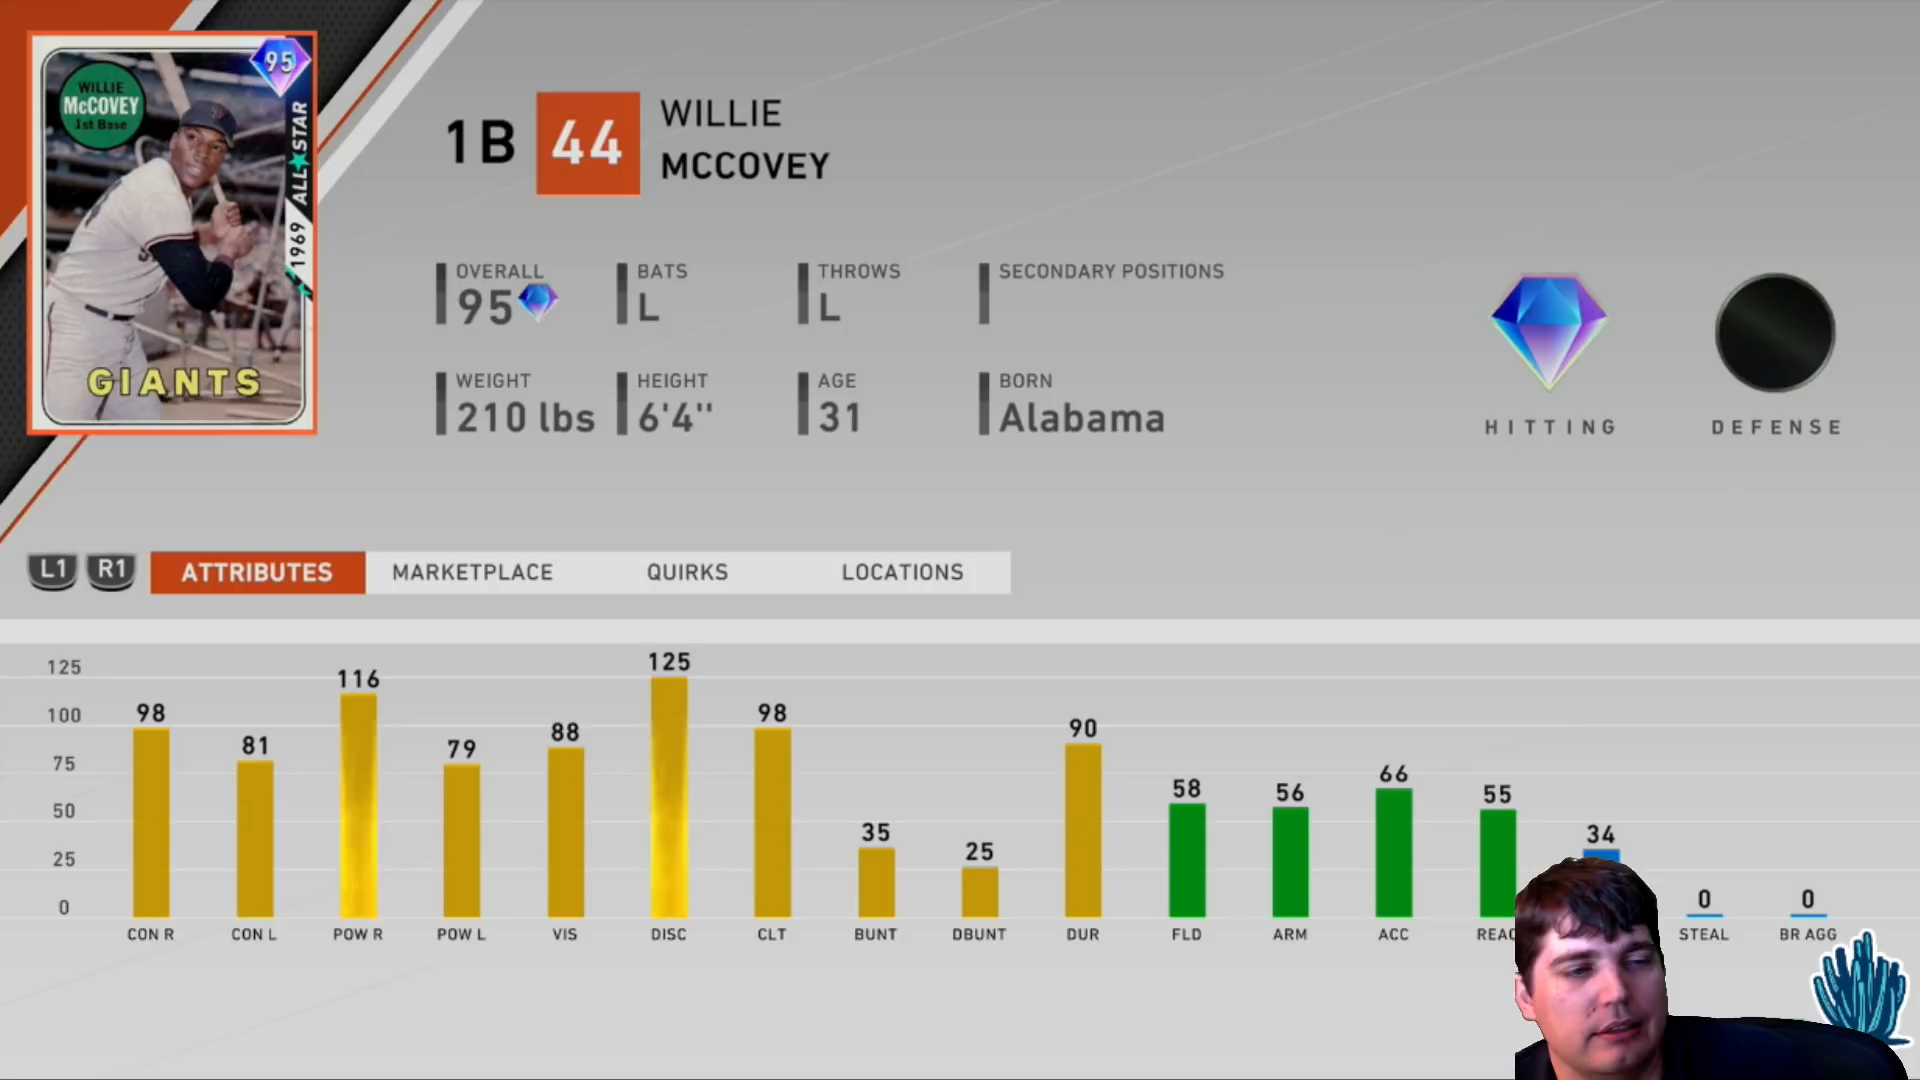 95
WILLIE
McCOVEY
1st Base
1969 ALL★STAR
GIANTS
1B 44 WILLIE
MCCOVEY
OVERALL BATS THROWS SECONDARY POSITIONS
95 L L
WEIGHT HEIGHT AGE BORN
210 lbs 6'4" 31 Alabama
HITTING DEFENSE
L1 R1 ATTRIBUTES MARKETPLACE QUIRKS LOCATIONS
125
100
75
50
25
0
98 81 116 79 88 125 98 35 25 90 58 56 66 55 34 0 0
CON R CON L POW R POW L VIS DISC CLT BUNT DBUNT DUR FLD ARM ACC REAC STEAL BR AGG